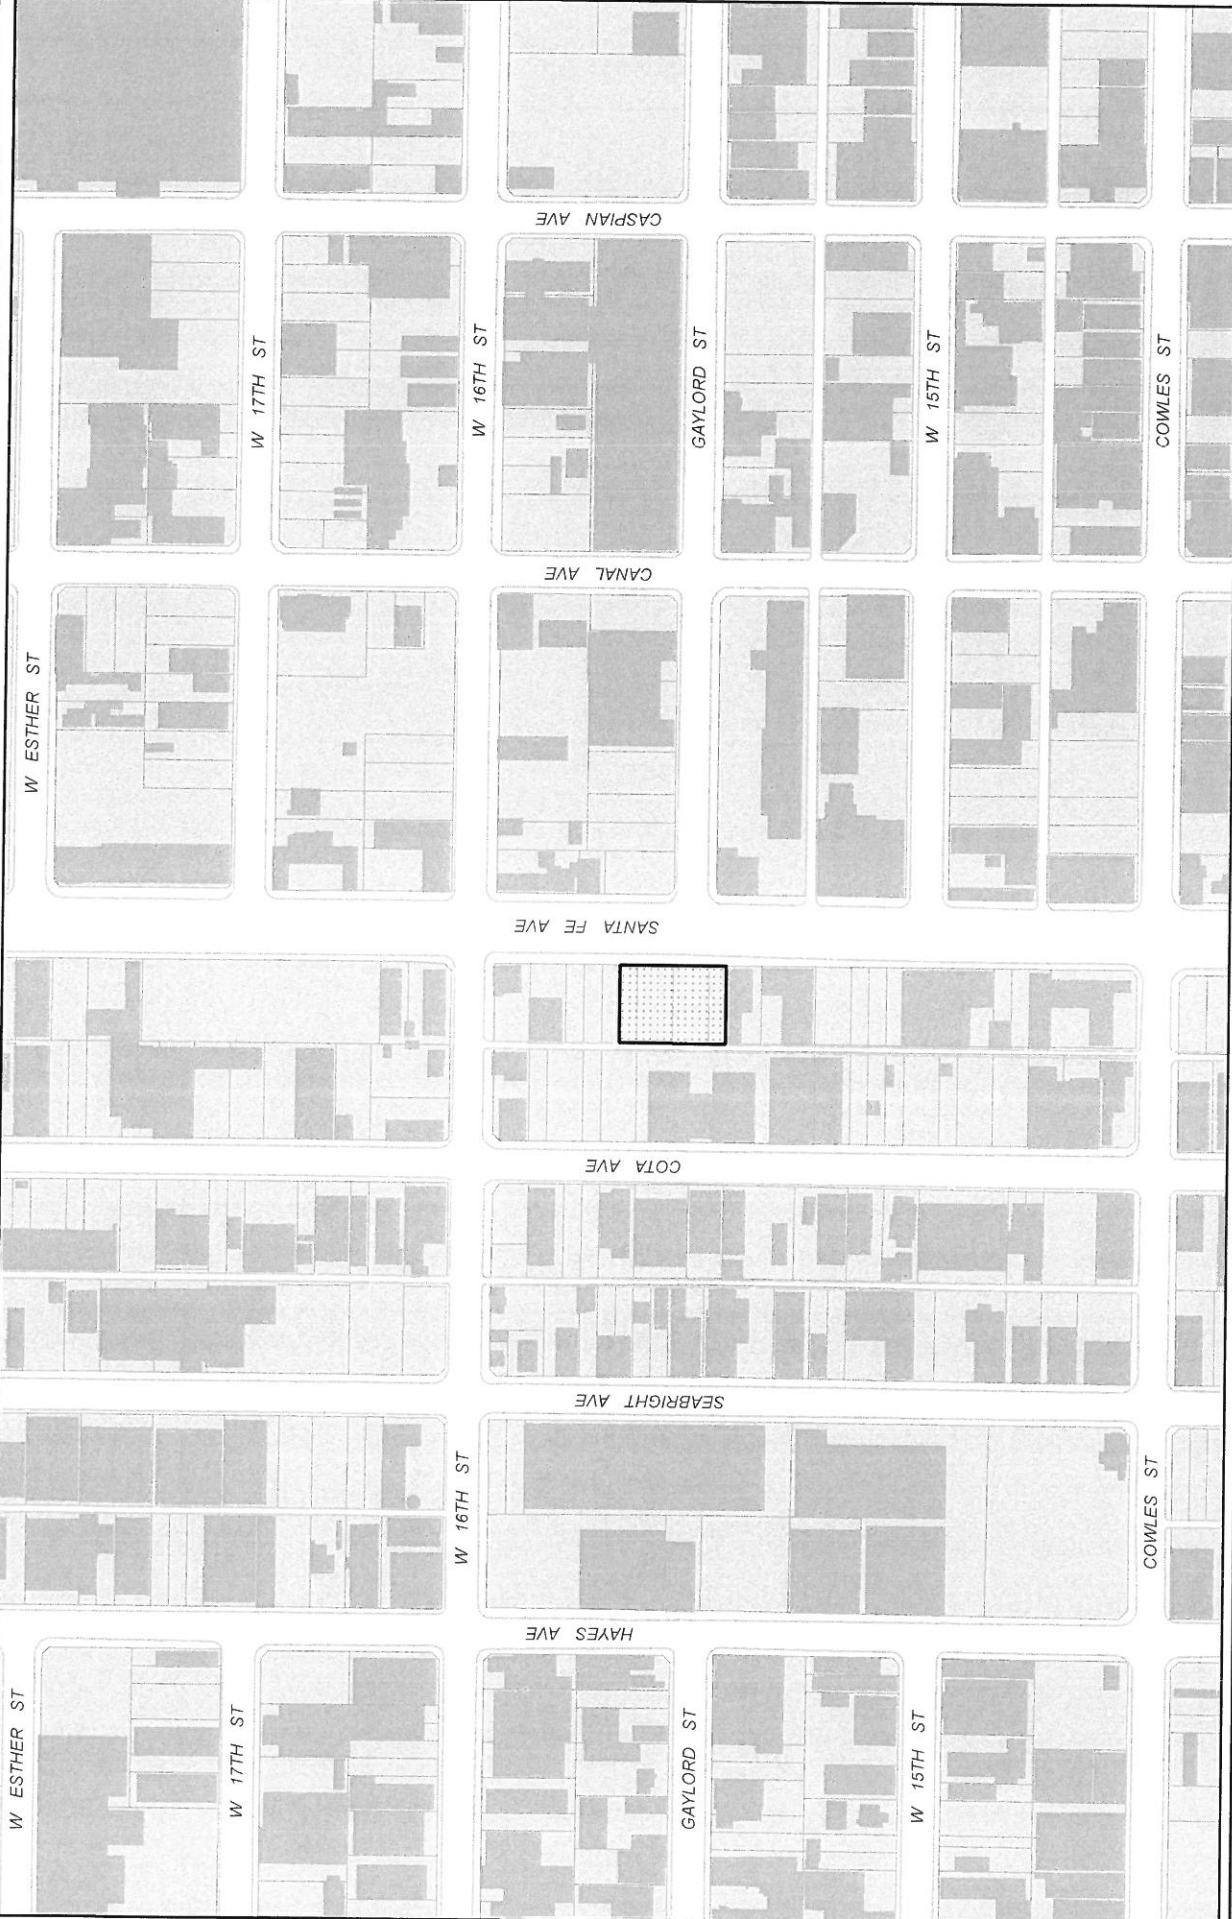 CASPIAN AVE
W 17TH ST
W 16TH ST
GAYLORD ST
W 15TH ST
COWLES ST
CANAL AVE
W ESTHER ST
SANTA FE AVE
COTA AVE
SEABRIGHT AVE
W 16TH ST
COWLES ST
HAYES AVE
W ESTHER ST
W 17TH ST
GAYLORD ST
W 15TH ST